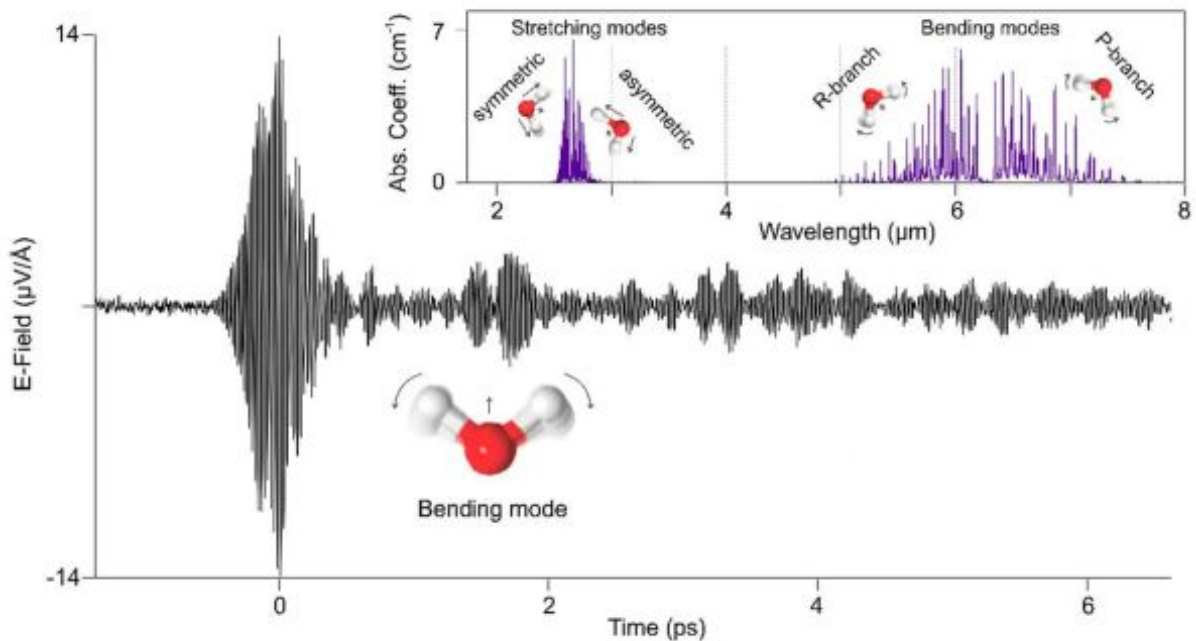 14
E-Field (µV/Å)
-14
0
2
4
6
Time (ps)
Bending mode
7
Abs. Coeff. (cm⁻¹)
0
Stretching modes
symmetric
asymmetric
Bending modes
R-branch
P-branch
2
4
6
8
Wavelength (µm)